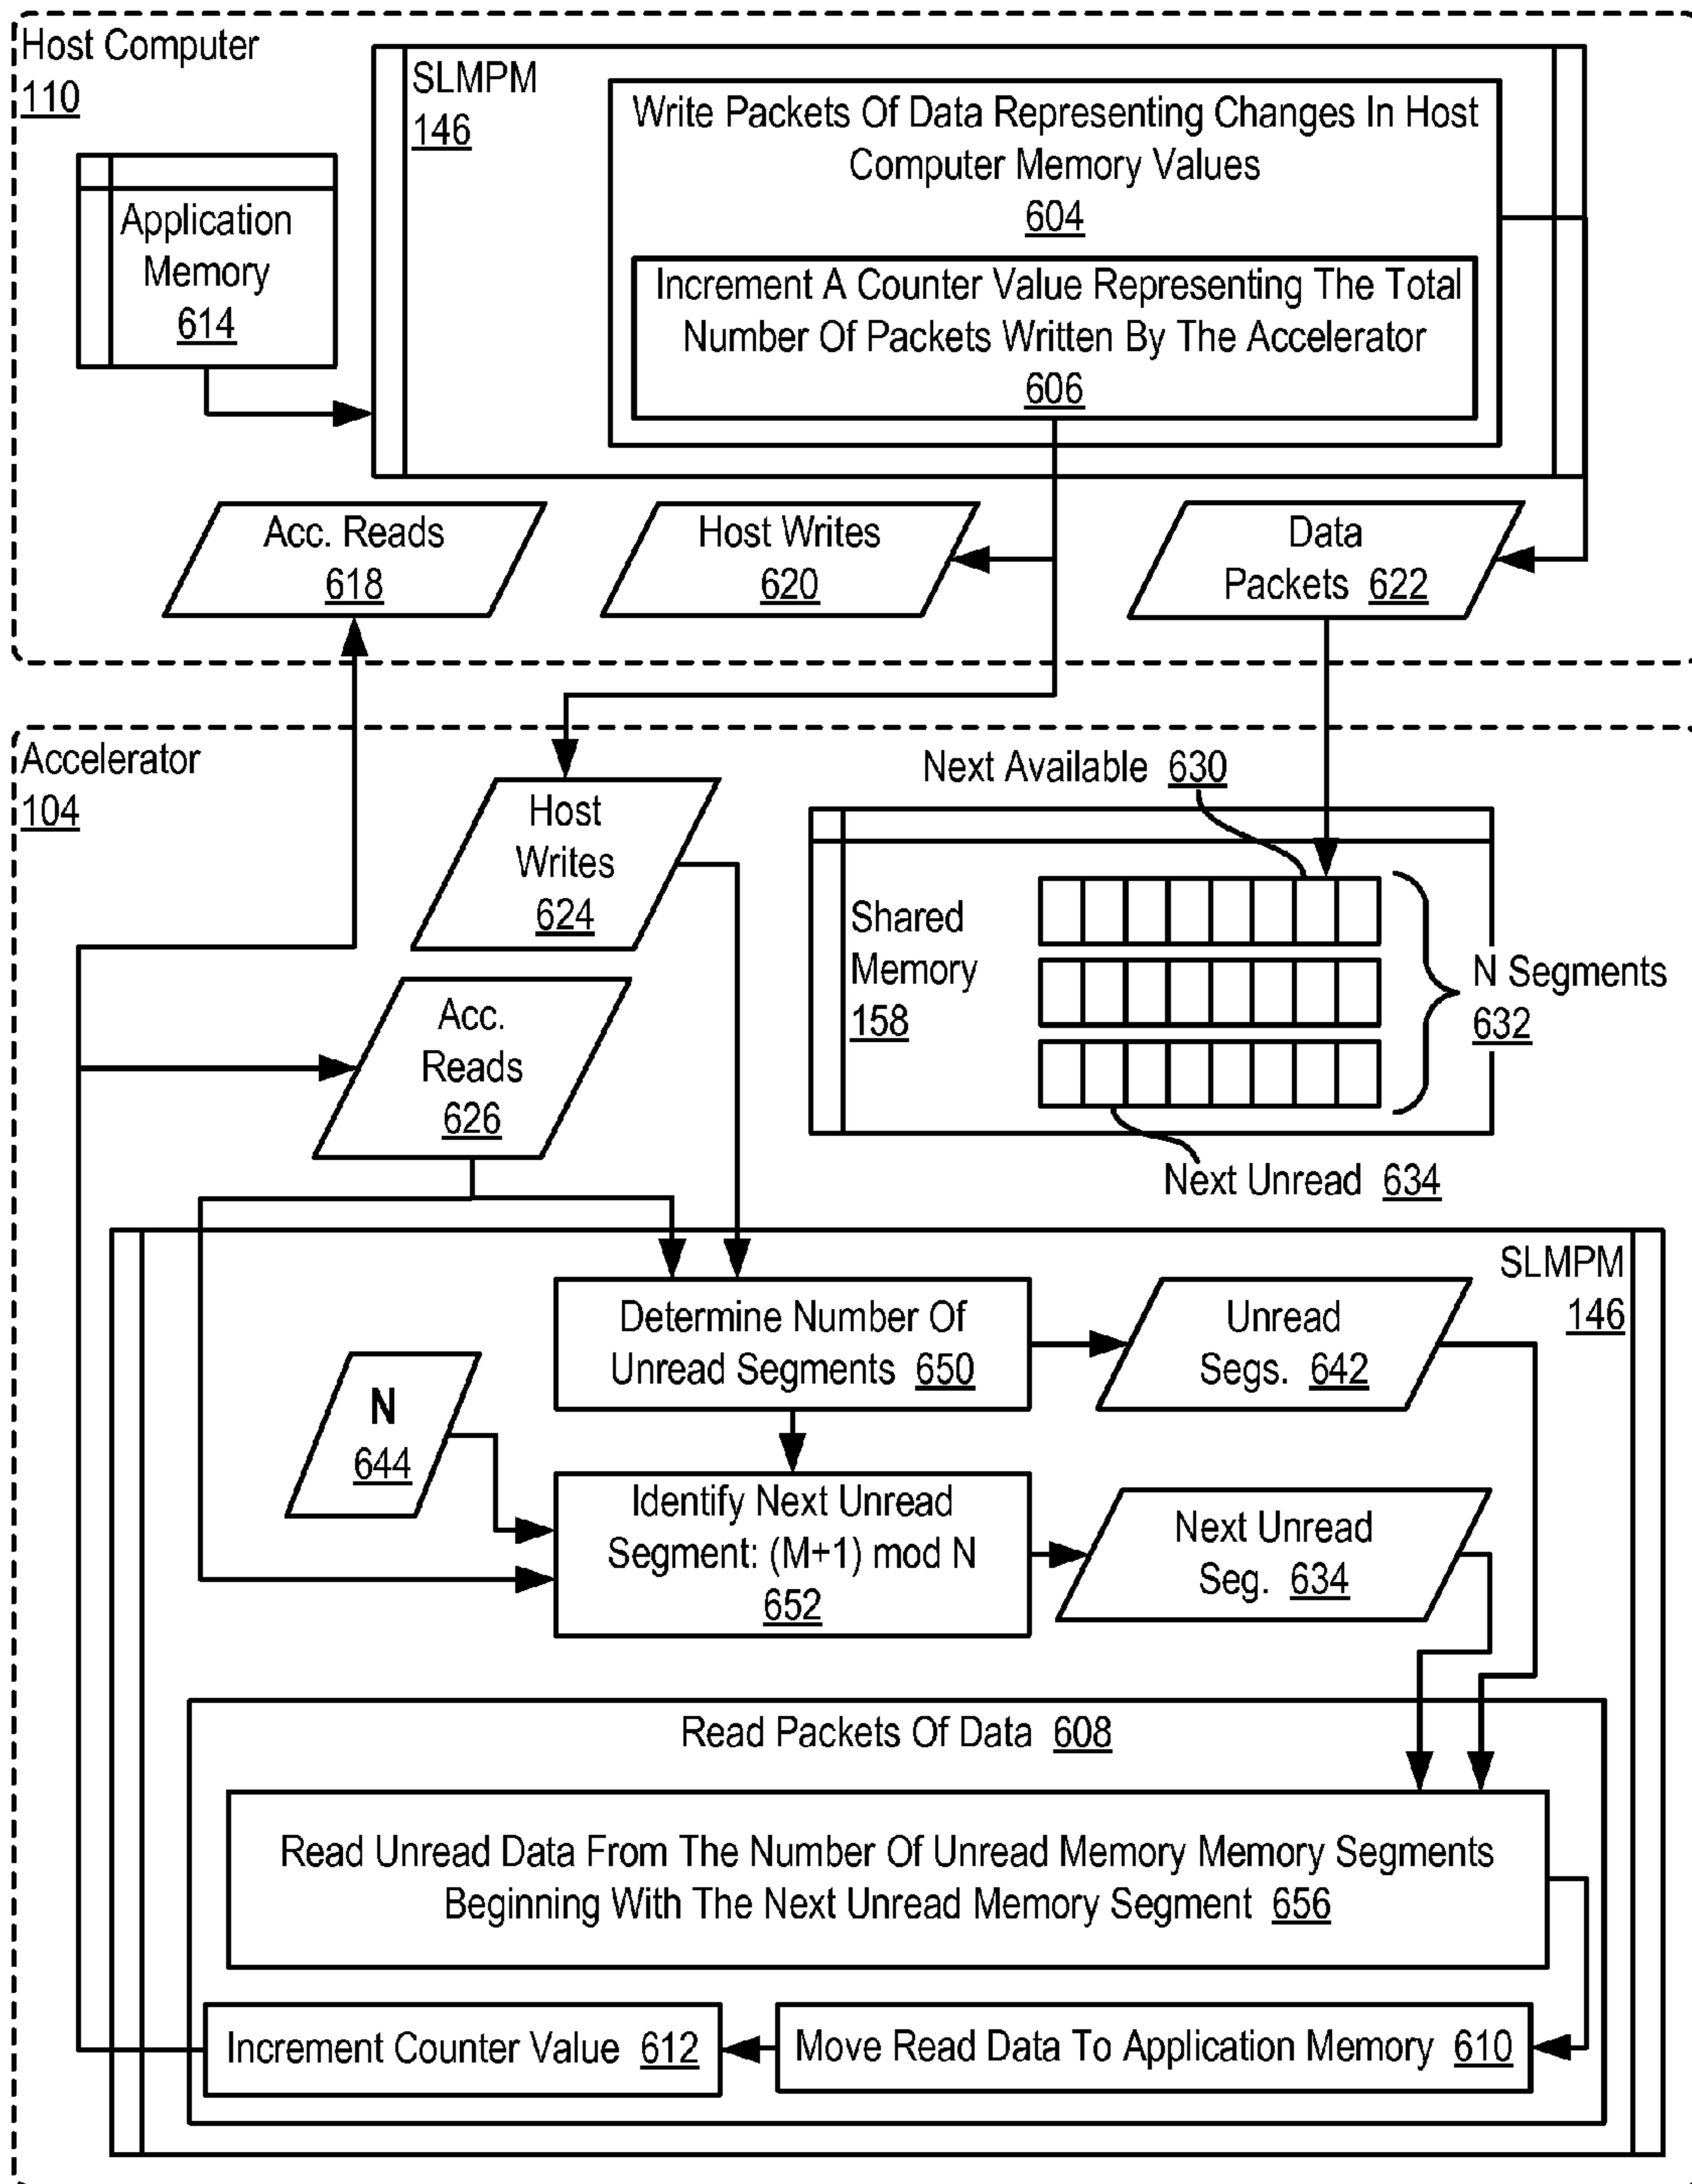 Host Computer
110
SLMPM
146
Write Packets Of Data Representing Changes In Host
Computer Memory Values
604
Increment A Counter Value Representing The Total
Number Of Packets Written By The Accelerator
606
Application
Memory
614
Acc. Reads
618
Host Writes
620
Data
Packets 622
Accelerator
104
Next Available 630
Host
Writes
624
Shared
Memory
158
N Segments
632
Acc.
Reads
626
Next Unread 634
SLMPM
146
Determine Number Of
Unread Segments 650
Unread
Segs. 642
N
644
Identify Next Unread
Segment: (M+1) mod N
652
Next Unread
Seg. 634
Read Packets Of Data 608
Read Unread Data From The Number Of Unread Memory Memory Segments
Beginning With The Next Unread Memory Segment 656
Increment Counter Value 612
Move Read Data To Application Memory 610